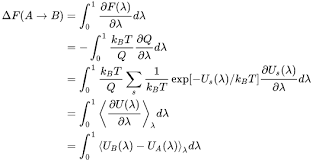 ΔF(A → B) = ∫₀¹ ∂F(λ)/∂λ dλ
= − ∫₀¹ k_BT/Q ∂Q/∂λ dλ
= ∫₀¹ k_BT/Q ∑_s 1/k_BT exp[−U_s(λ)/k_BT] ∂U_s(λ)/∂λ dλ
= ∫₀¹ ⟨∂U(λ)/∂λ⟩_λ dλ
= ∫₀¹ ⟨U_B(λ) − U_A(λ)⟩_λ dλ